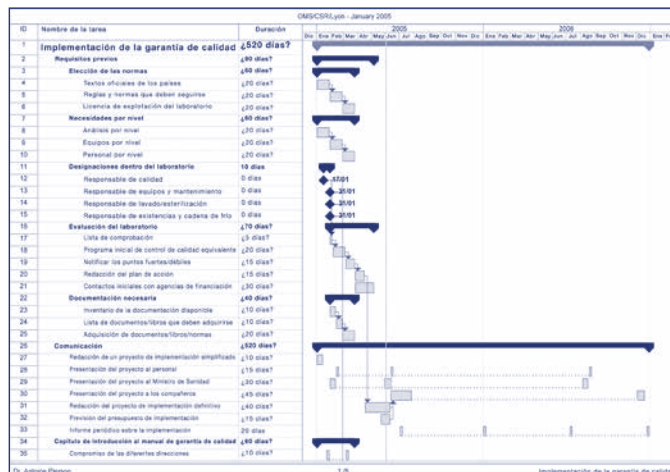 OMS/CSR/Lyon - January 2005
2005 2006
ID Nombre de la tarea Duración Dic Ene Feb Mar Abr May Jun Jul Ago Sep Oct Nov Dic Ene Feb Mar Abr May Jun Jul Ago Sep Oct Nov Dic Ene
1 Implementación de la garantía de calidad ¿520 días?
2 Requisitos previos ¿80 días?
3 Elección de las normas ¿60 días?
4 Textos oficiales de los países ¿20 días?
5 Reglas y normas que deben seguirse ¿20 días?
6 Licencia de explotación del laboratorio ¿20 días?
7 Necesidades por nivel ¿60 días?
8 Análisis por nivel ¿20 días?
9 Equipos por nivel ¿20 días?
10 Personal por nivel ¿20 días?
11 Designaciones dentro del laboratorio 10 días
12 Responsable de calidad 0 días 17/01
13 Responsable de equipos y mantenimiento 0 días 31/01
14 Responsable de lavado/esterilización 0 días 31/01
15 Responsable de existencias y cadena de frío 0 días 31/01
16 Evaluación del laboratorio ¿70 días?
17 Lista de comprobación ¿5 días?
18 Programa inicial de control de calidad equivalente ¿20 días?
19 Notificar los puntos fuertes/débiles ¿15 días?
20 Redacción del plan de acción ¿15 días?
21 Contactos iniciales con agencias de financiación ¿30 días?
22 Documentación necesaria ¿40 días?
23 Inventario de la documentación disponible ¿10 días?
24 Lista de documentos/libros que deben adquirirse ¿10 días?
25 Adquisición de documentos/libros/normas ¿20 días?
26 Comunicación ¿520 días?
27 Redacción de un proyecto de implementación simplificado ¿10 días?
28 Presentación del proyecto al personal ¿15 días?
29 Presentación del proyecto al Ministro de Sanidad ¿30 días?
30 Presentación del proyecto a los compañeros ¿45 días?
31 Redacción del proyecto de implementación definitivo ¿40 días?
32 Previsión del presupuesto de implementación ¿15 días?
33 Informe periódico sobre la implementación 20 días
34 Capítulo de introducción al manual de garantía de calidad ¿60 días?
35 Compromiso de las diferentes direcciones ¿10 días?
Dr. Antoine Implementación de la garantía de calidad